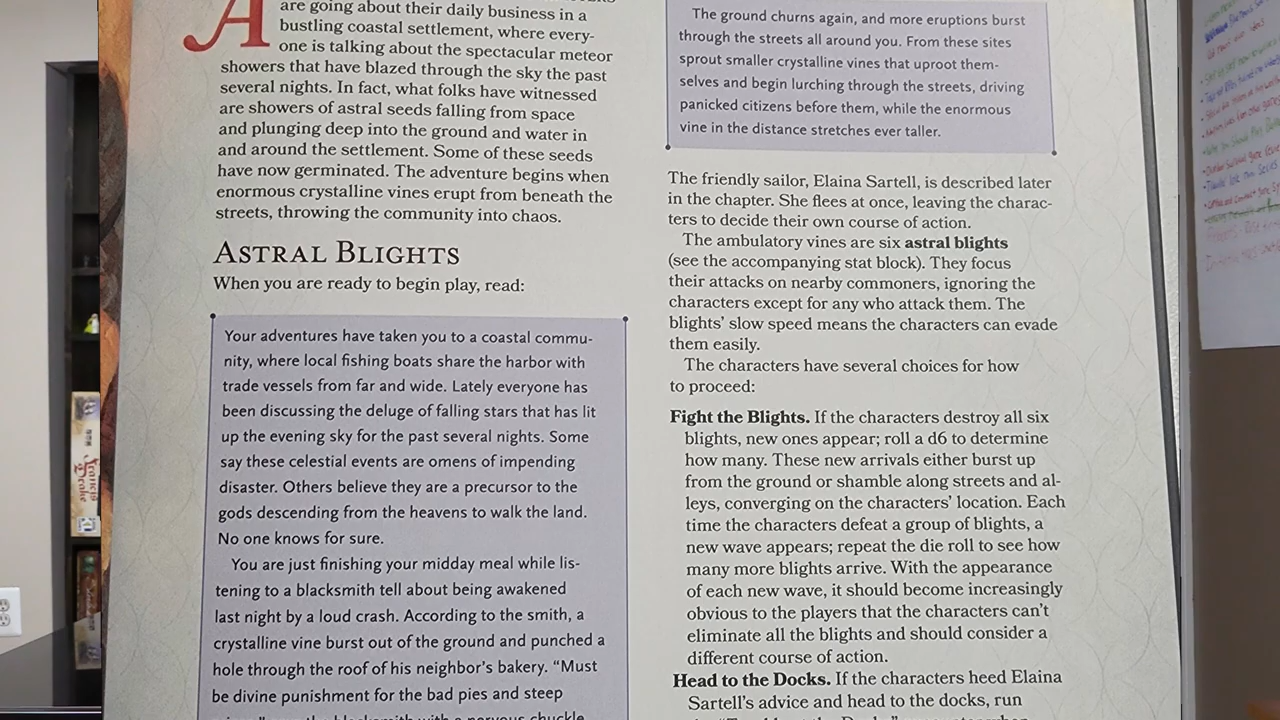 A
are going about their daily business in a
bustling coastal settlement, where every-
one is talking about the spectacular meteor
showers that have blazed through the sky the past
several nights. In fact, what folks have witnessed
are showers of astral seeds falling from space
and plunging deep into the ground and water in
and around the settlement. Some of these seeds
have now germinated. The adventure begins when
enormous crystalline vines erupt from beneath the
streets, throwing the community into chaos.
ASTRAL BLIGHTS
When you are ready to begin play, read:
Your adventures have taken you to a coastal commu-
nity, where local fishing boats share the harbor with
trade vessels from far and wide. Lately everyone has
been discussing the deluge of falling stars that has lit
up the evening sky for the past several nights. Some
say these celestial events are omens of impending
disaster. Others believe they are a precursor to the
gods descending from the heavens to walk the land.
No one knows for sure.
You are just finishing your midday meal while lis-
tening to a blacksmith tell about being awakened
last night by a loud crash. According to the smith, a
crystalline vine burst out of the ground and punched a
hole through the roof of his neighbor's bakery. "Must
be divine punishment for the bad pies and steep
the blacksmith with a nervous chuckle
The ground churns again, and more eruptions burst
through the streets all around you. From these sites
sprout smaller crystalline vines that uproot them-
selves and begin lurching through the streets, driving
panicked citizens before them, while the enormous
vine in the distance stretches ever taller.
The friendly sailor, Elaina Sartell, is described later
in the chapter. She flees at once, leaving the charac-
ters to decide their own course of action.
The ambulatory vines are six astral blights
(see the accompanying stat block). They focus
their attacks on nearby commoners, ignoring the
characters except for any who attack them. The
blights' slow speed means the characters can evade
them easily.
The characters have several choices for how
to proceed:
Fight the Blights. If the characters destroy all six
blights, new ones appear; roll a d6 to determine
how many. These new arrivals either burst up
from the ground or shamble along streets and al-
leys, converging on the characters' location. Each
time the characters defeat a group of blights, a
new wave appears; repeat the die roll to see how
many more blights arrive. With the appearance
of each new wave, it should become increasingly
obvious to the players that the characters can't
eliminate all the blights and should consider a
different course of action.
Head to the Docks. If the characters heed Elaina
Sartell's advice and head to the docks, run
Francis
Drake